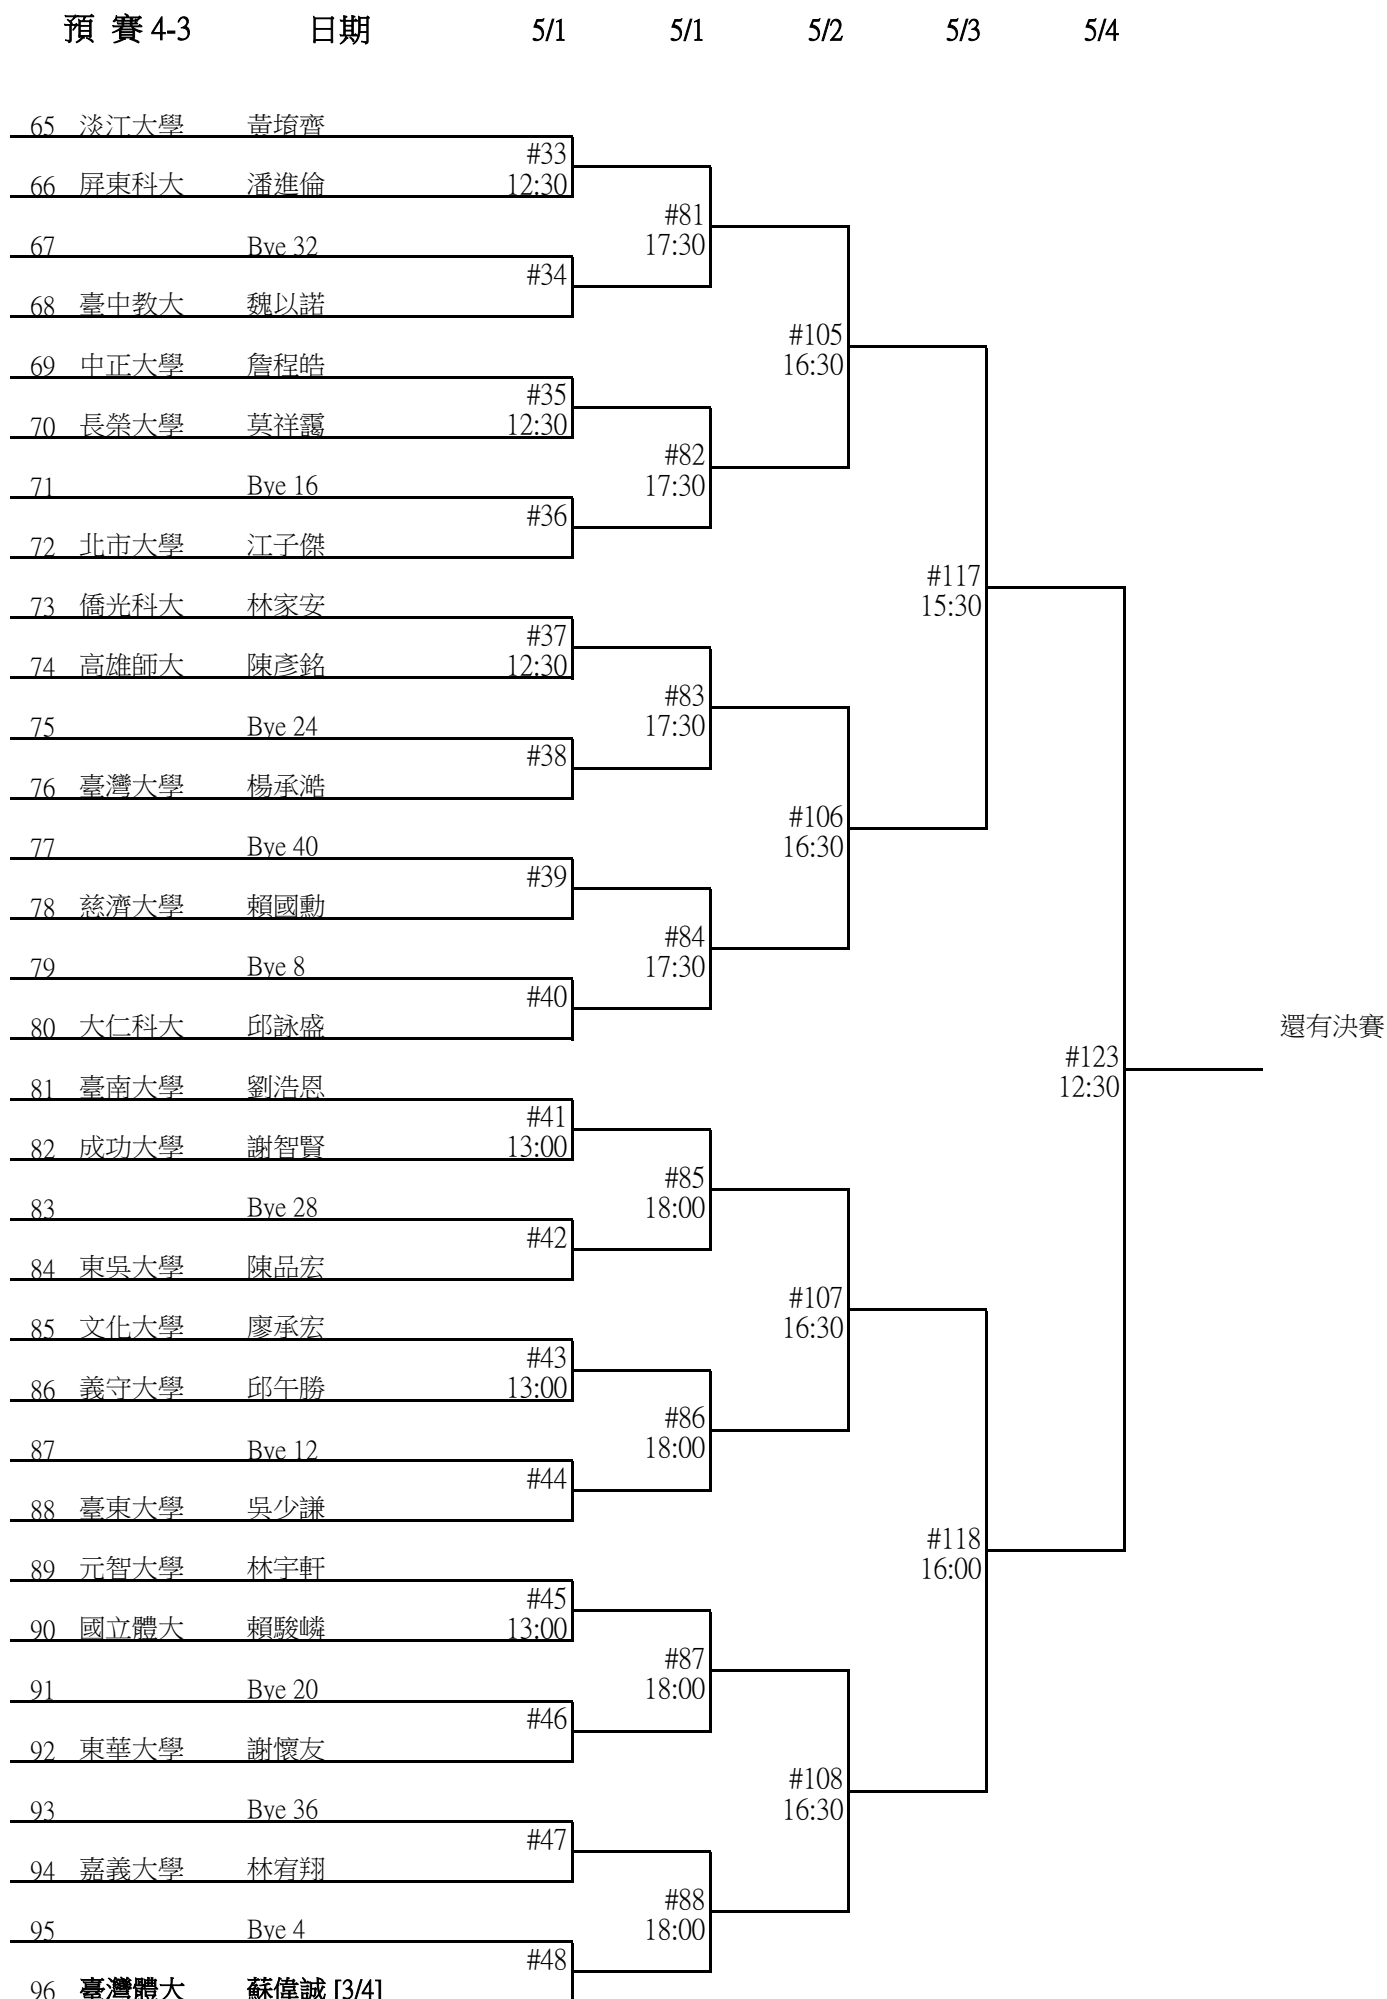 預 賽 4-3 日期 5/1 5/1 5/2 5/3 5/4
65 淡江大學 黃堉齊
#33
66 屏東科大 潘進倫 12:30
#81
67 Bye 32 17:30
#34
68 臺中教大 魏以諾
#105
69 中正大學 詹程皓 16:30
#35
70 長榮大學 莫祥靄 12:30
#82
71 Bye 16 17:30
#36
72 北市大學 江子傑
#117
73 僑光科大 林家安 15:30
#37
74 高雄師大 陳彥銘 12:30
#83
75 Bye 24 17:30
#38
76 臺灣大學 楊承澔
#106
77 Bye 40 16:30
#39
78 慈濟大學 賴國勳
#84
79 Bye 8 17:30
#40
80 大仁科大 邱詠盛 還有決賽
#123
81 臺南大學 劉浩恩 12:30
#41
82 成功大學 謝智賢 13:00
#85
83 Bye 28 18:00
#42
84 東吳大學 陳品宏
#107
85 文化大學 廖承宏 16:30
#43
86 義守大學 邱午勝 13:00
#86
87 Bye 12 18:00
#44
88 臺東大學 吳少謙
#118
89 元智大學 林宇軒 16:00
#45
90 國立體大 賴駿嶙 13:00
#87
91 Bye 20 18:00
#46
92 東華大學 謝懷友
#108
93 Bye 36 16:30
#47
94 嘉義大學 林宥翔
#88
95 Bye 4 18:00
#48
96 臺灣體大 蘇偉誠 [3/4]